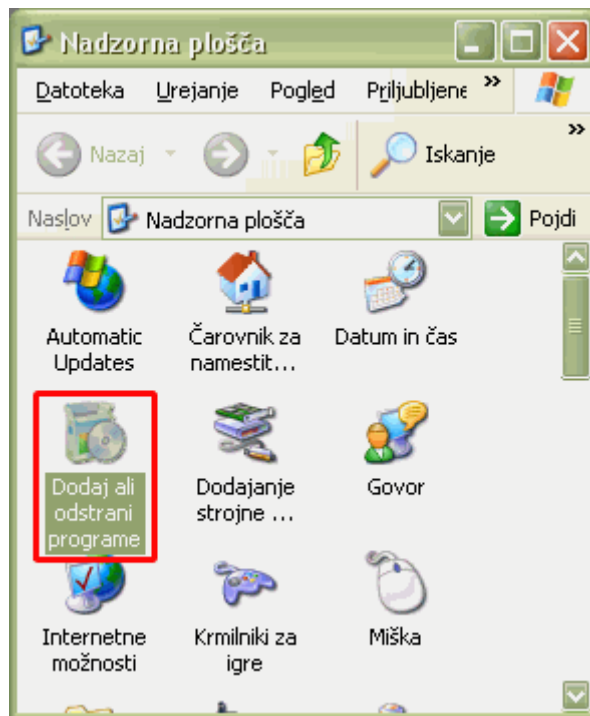 Nadzorna plošča
Datoteka Urejanje Pogled Priljubljene »
Nazaj Iskanje »
Naslov Nadzorna plošča Pojdi
Automatic Updates
Čarovnik za namestit...
Datum in čas
Dodaj ali odstrani programe
Dodajanje strojne ...
Govor
Internetne možnosti
Krmilniki za igre
Miška